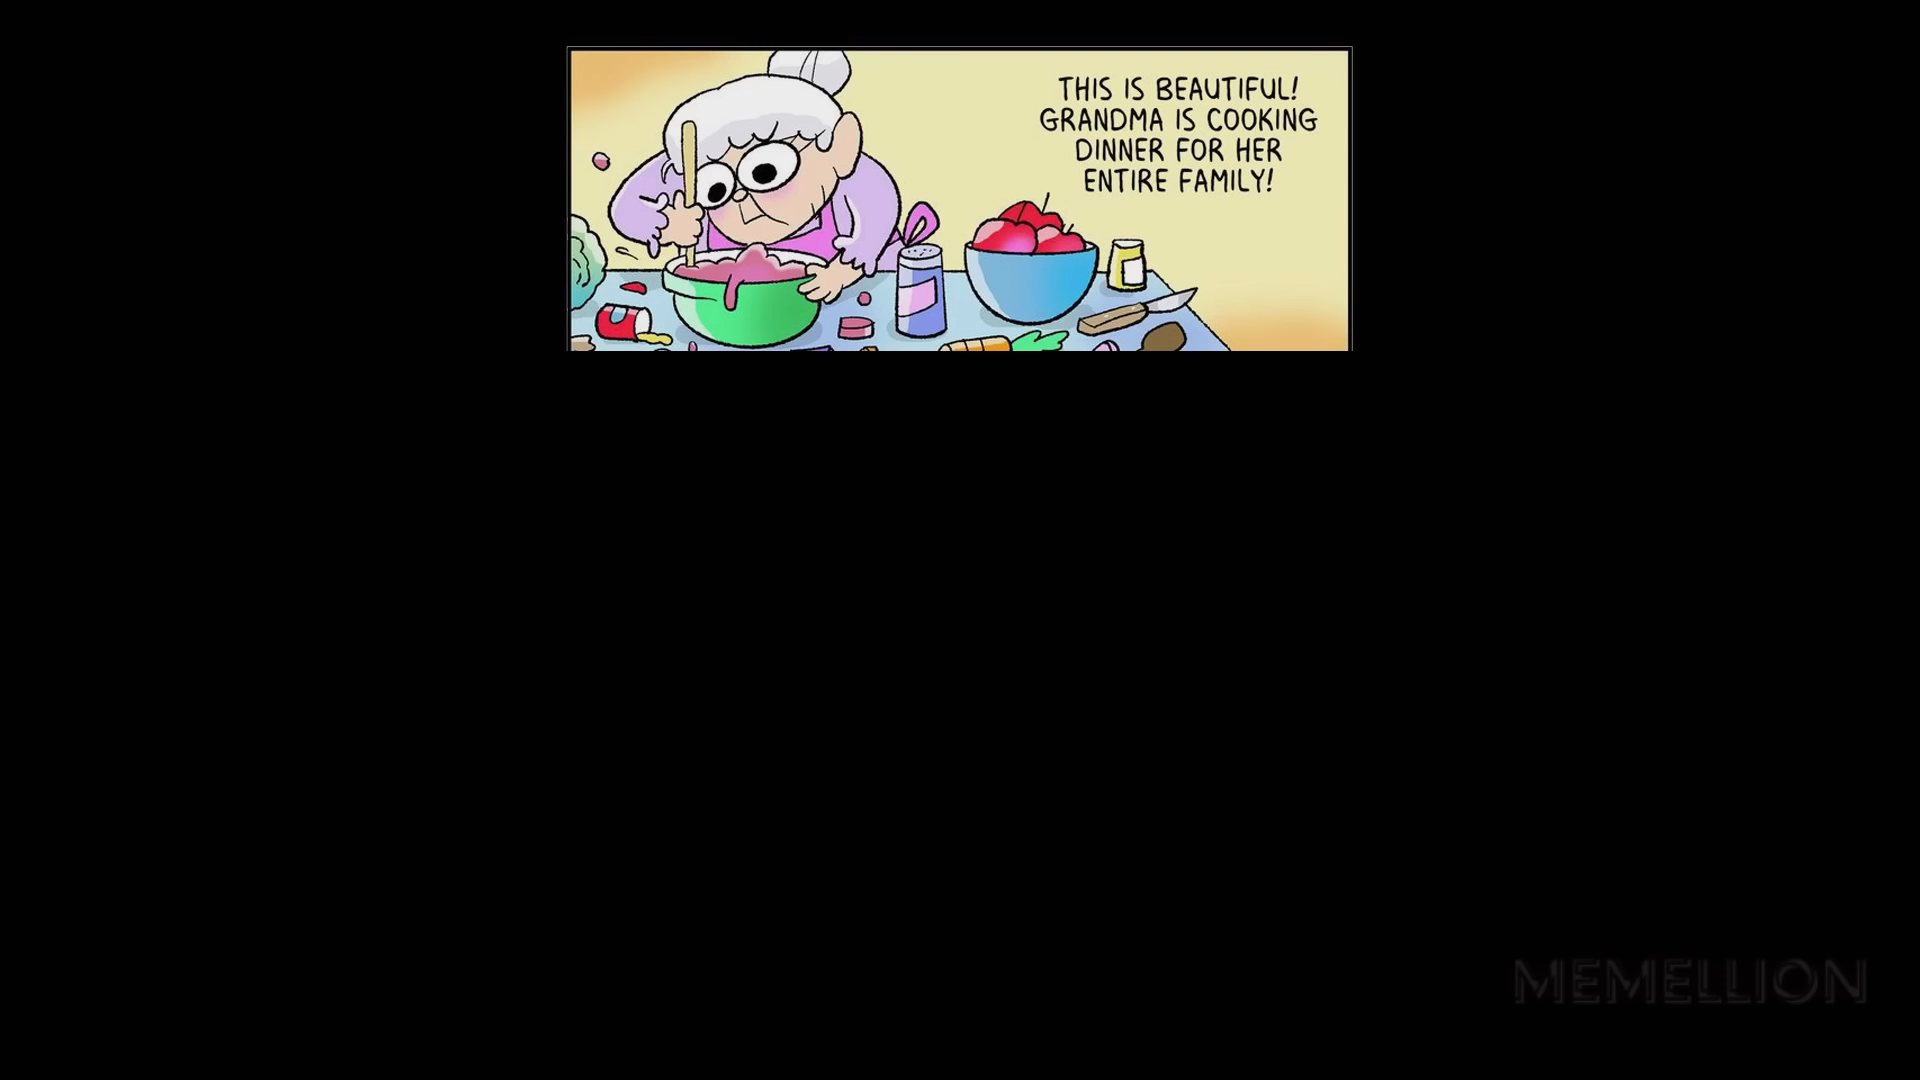 THIS IS BEAUTIFUL!
GRANDMA IS COOKING
DINNER FOR HER
ENTIRE FAMILY!
MEMELLION